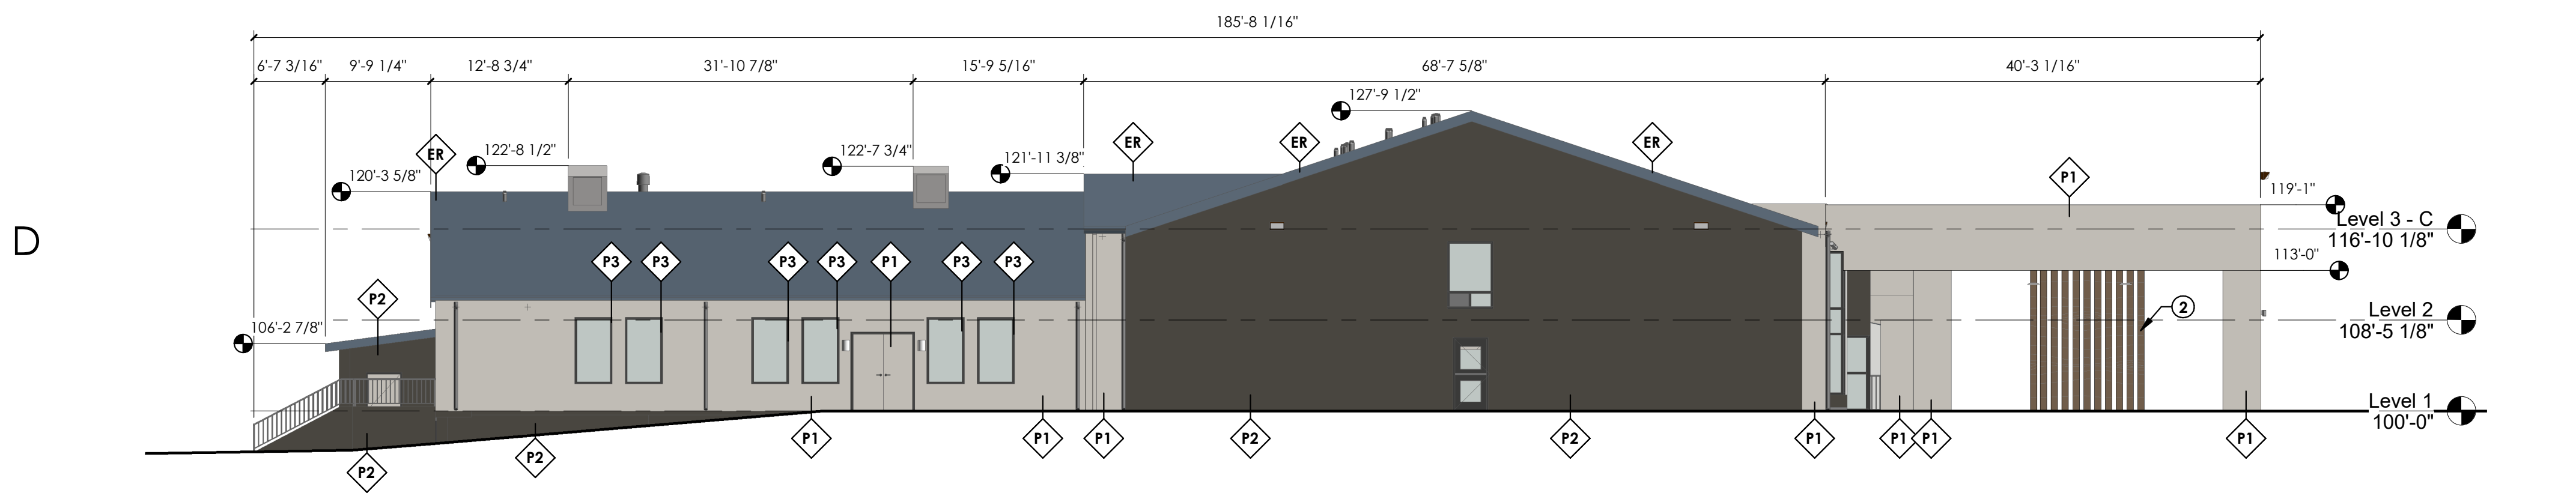 185'-8 1/16"
6'-7 3/16" 9'-9 1/4" 12'-8 3/4" 31'-10 7/8" 15'-9 5/16" 68'-7 5/8" 40'-3 1/16"
127'-9 1/2"
ER 122'-8 1/2" 122'-7 3/4" 121'-11 3/8" ER ER ER
120'-3 5/8" P1 119'-1"
D
Level 3 - C
116'-10 1/8"
P3 P3 P3 P3 P1 P3 P3 113'-0"
P2 2
106'-2 7/8" Level 2
108'-5 1/8"
Level 1
100'-0"
P2 P2 P1 P1 P1 P2 P2 P1 P1 P1 P1